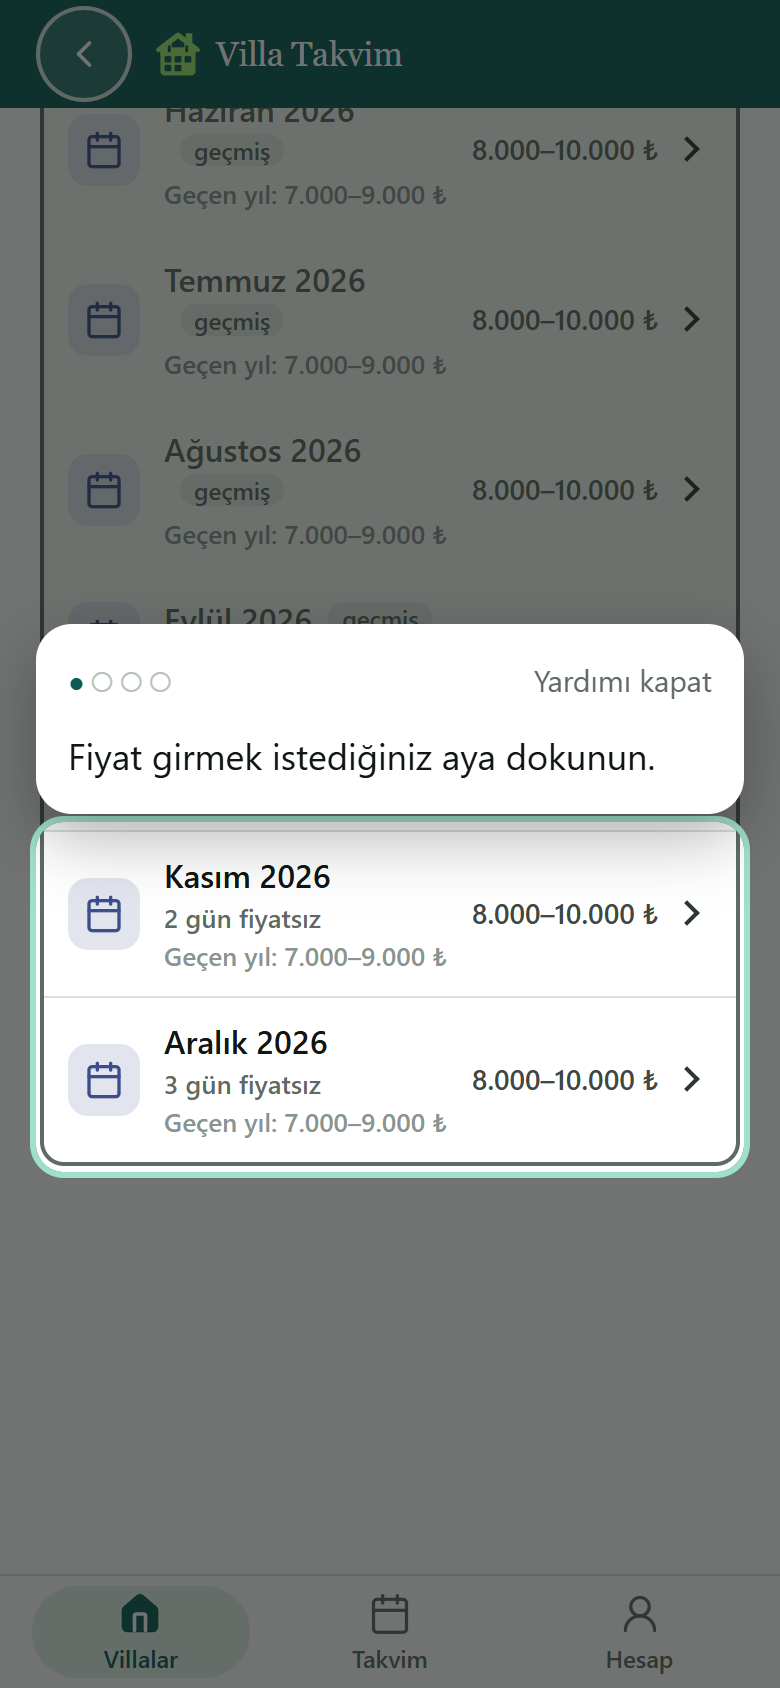 Villa Takvim
Haziran 2026
geçmiş
8.000–10.000 ₺
Geçen yıl: 7.000–9.000 ₺
Temmuz 2026
geçmiş
8.000–10.000 ₺
Geçen yıl: 7.000–9.000 ₺
Ağustos 2026
geçmiş
8.000–10.000 ₺
Geçen yıl: 7.000–9.000 ₺
Eylül 2026 geçmiş
Yardımı kapat
Fiyat girmek istediğiniz aya dokunun.
Kasım 2026
2 gün fiyatsız
8.000–10.000 ₺
Geçen yıl: 7.000–9.000 ₺
Aralık 2026
3 gün fiyatsız
8.000–10.000 ₺
Geçen yıl: 7.000–9.000 ₺
Villalar
Takvim
Hesap